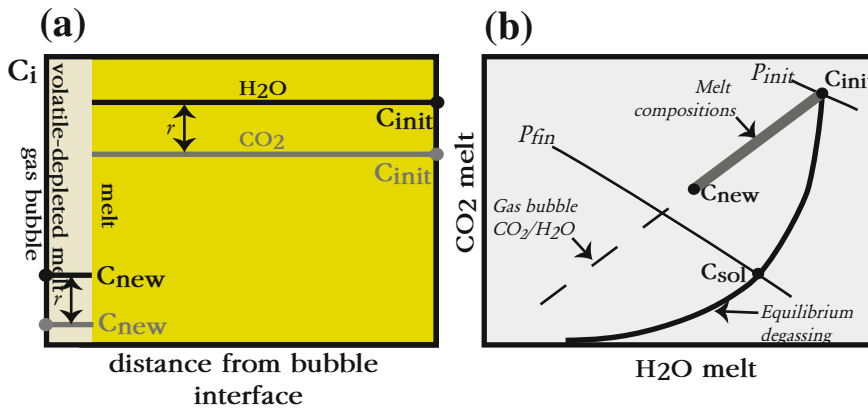 (a)
Ci
volatile-depleted melt
gas bubble
H2O
r
Cinit
CO2
Cinit
melt
Cnew
r
Cnew
distance from bubble
interface
(b)
Pinit
Cinit
Melt
compositions
Pfin
Cnew
Gas bubble
CO2/H2O
Csol
Equilibrium
degassing
CO2 melt
H2O melt